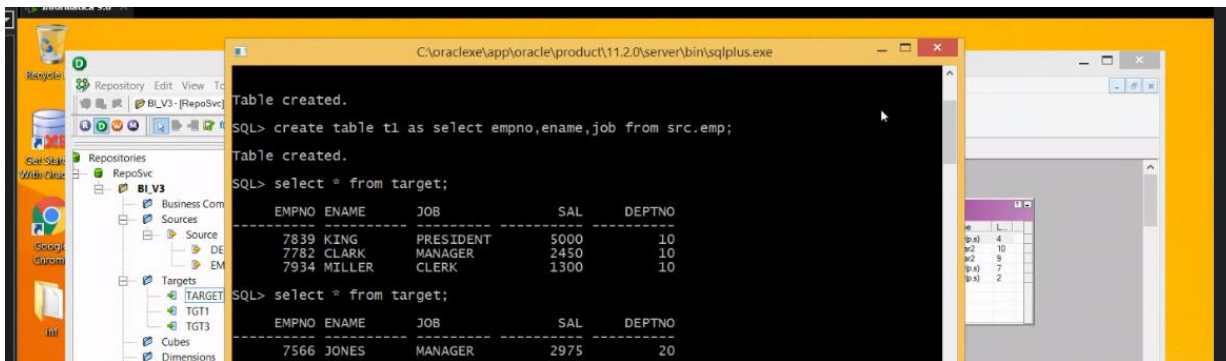 Informatica 9.0
C:\oraclexe\app\oracle\product\11.2.0\server\bin\sqlplus.exe
Repository Edit View
BI_V3 - [RepoSvc]
Table created.
SQL> create table t1 as select empno,ename,job from src.emp;
Table created.
SQL> select * from target;
EMPNO ENAME JOB SAL DEPTNO
---------- ---------- --------- ---------- ----------
7839 KING PRESIDENT 5000 10
7782 CLARK MANAGER 2450 10
7934 MILLER CLERK 1300 10
SQL> select * from target;
EMPNO ENAME JOB SAL DEPTNO
---------- ---------- --------- ---------- ----------
7566 JONES MANAGER 2975 20
Repositories
RepoSvc
BI_V3
Business Com
Sources
Source
DE
EM
Targets
TARGET
TGT1
TGT3
Cubes
Dimensions
Google
Chrom
L...
4
10
9
7
2